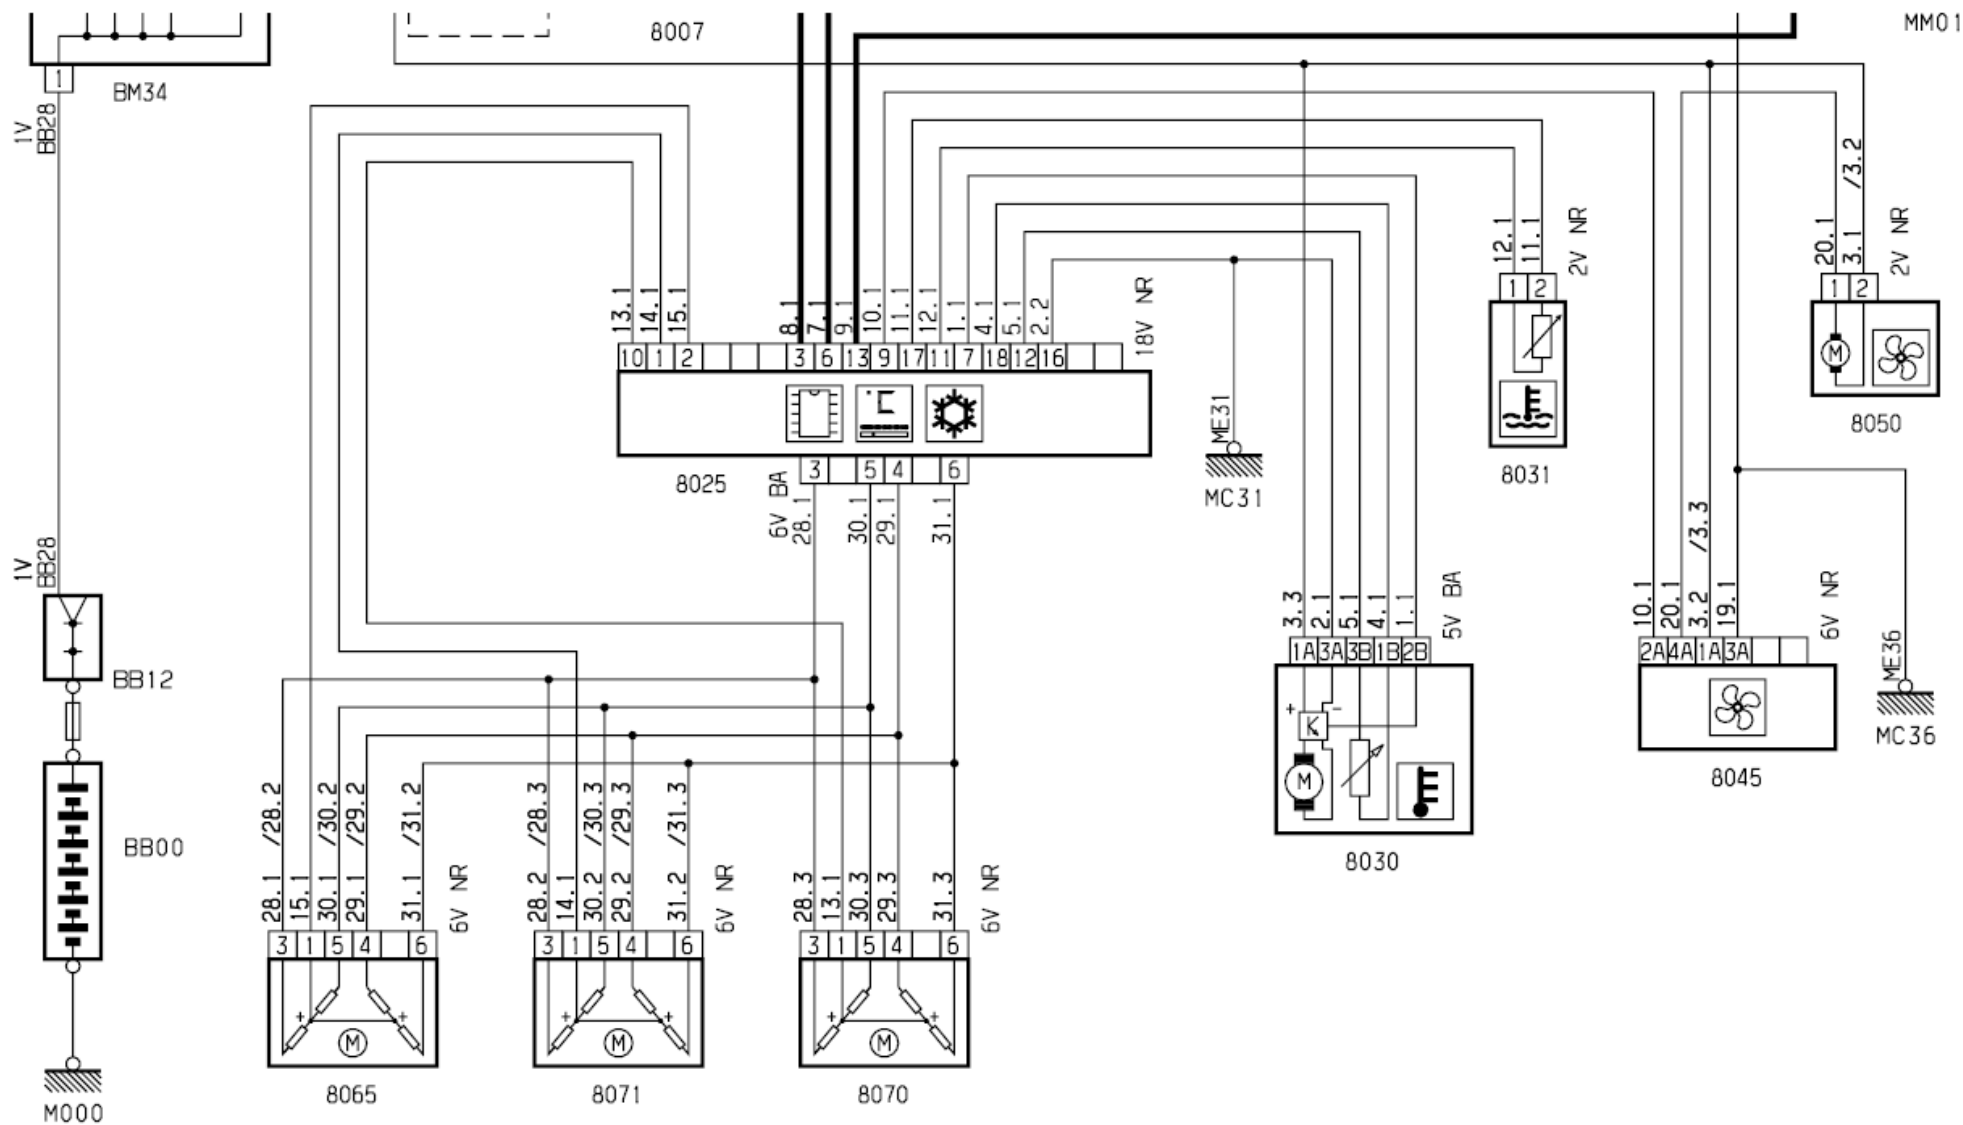 8007
MM01
1
BM34
1V
BB28
/3.2
20.1
3.1
2V NR
12.1
11.1
2V NR
13.1
14.1
15.1
8.1
7.1
9.1
10.1
11.1
12.1
1.1
4.1
5.1
2.2
18V NR
1 2
1 2
10 1 2 3 6 13 9 17 11 7 18 12 16
M
°C
8050
ME31
8025
3 5 4 6
6V BA
28.1
30.1
29.1
31.1
8031
MC31
/3.3
1V
BB28
3.3
2.1
5.1
4.1
1.1
5V BA
10.1
20.1
3.2
19.1
6V NR
ME36
1A 3A 3B 1B 2B
2A 4A 1A 3A
BB12
+ -
K
M
MC36
8045
8030
BB00
/28.2
/30.2
/29.2
/31.2
/28.3
/30.3
/29.3
/31.3
28.1
15.1
30.1
29.1
31.1
6V NR
28.2
14.1
30.2
29.2
31.2
6V NR
28.3
13.1
30.3
29.3
31.3
6V NR
3 1 5 4 6
3 1 5 4 6
3 1 5 4 6
+ M +
+ M +
+ M +
8065
8071
8070
M000